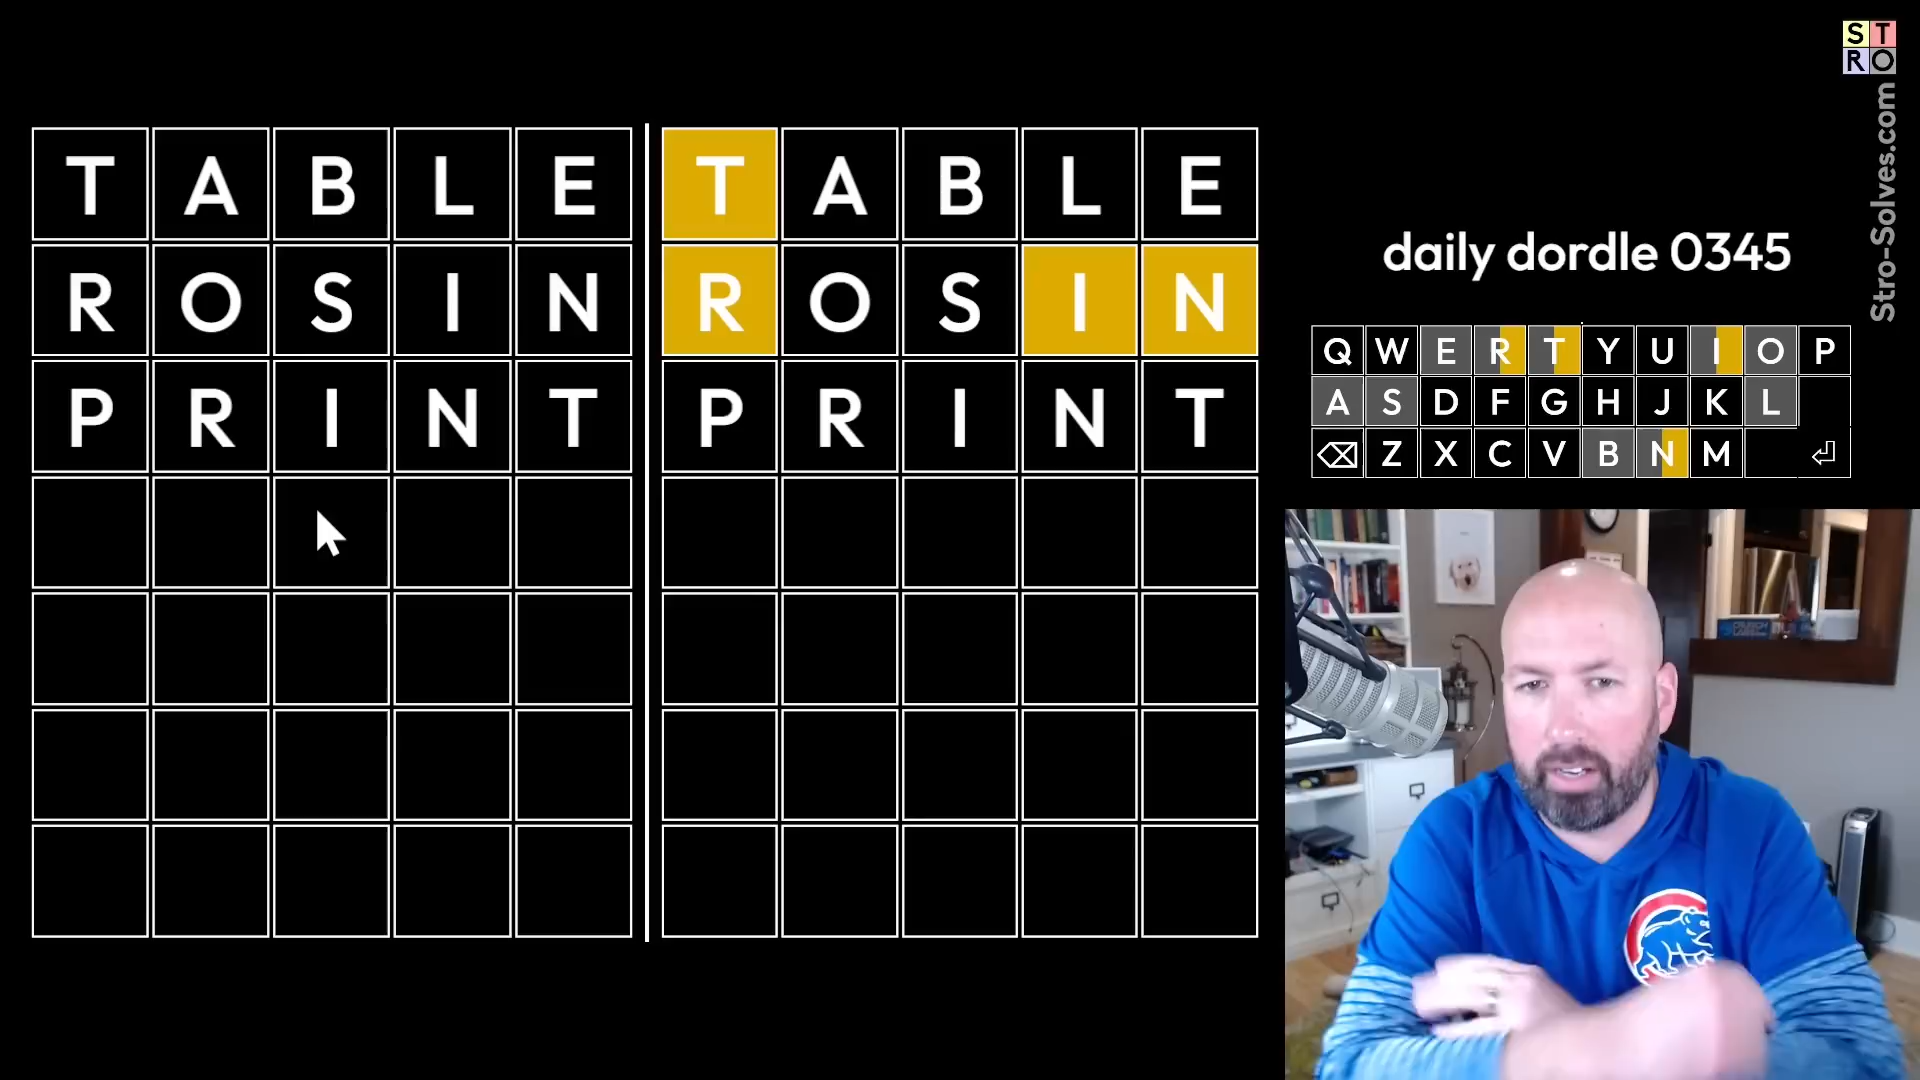 TABLE TABLE
ROSIN ROSIN
PRINT PRINT
daily dordle 0345
QWERTYUIOP
ASDFGHJKL
ZXCVBNM
ST
RO
Stro-Solves.com